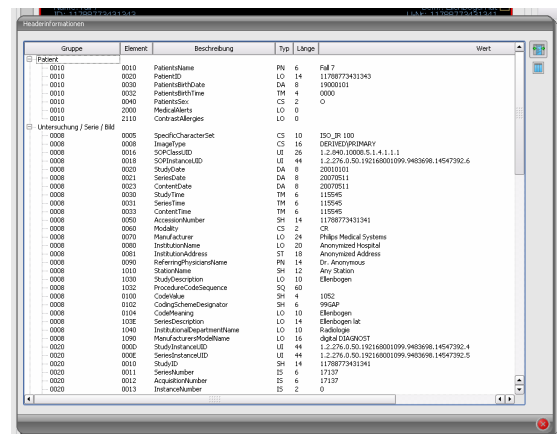 ID: 11788773431343
Headerinformationen
Gruppe Element Beschreibung Typ Länge Wert
Patient
0010 0010 PatientsName PN 6 Fall 7
0010 0020 PatientID LO 14 11788773431343
0010 0030 PatientsBirthDate DA 8 19000101
0010 0032 PatientsBirthTime TM 4 0000
0010 0040 PatientsSex CS 2 O
0010 2000 MedicalAlerts LO 0
0010 2110 ContrastAllergies LO 0
Untersuchung / Serie / Bild
0008 0005 SpecificCharacterSet CS 10 ISO_IR 100
0008 0008 ImageType CS 16 DERIVED\PRIMARY
0008 0016 SOPClassUID UI 26 1.2.840.10008.5.1.4.1.1.1
0008 0018 SOPInstanceUID UI 44 1.2.276.0.50.192168001099.9483698.14547392.6
0008 0020 StudyDate DA 8 20010101
0008 0021 SeriesDate DA 8 20070511
0008 0023 ContentDate DA 8 20070511
0008 0030 StudyTime TM 6 115545
0008 0031 SeriesTime TM 6 115545
0008 0033 ContentTime TM 6 115545
0008 0050 AccessionNumber SH 14 11788773431341
0008 0060 Modality CS 2 CR
0008 0070 Manufacturer LO 24 Philips Medical Systems
0008 0080 InstitutionName LO 20 Anonymized Hospital
0008 0081 InstitutionAddress ST 18 Anonymized Address
0008 0090 ReferringPhysiciansName PN 14 Dr. Anonymous
0008 1010 StationName SH 12 Any Station
0008 1030 StudyDescription LO 10 Ellenbogen
0008 1032 ProcedureCodeSequence SQ 60
0008 0100 CodeValue SH 4 1052
0008 0102 CodingSchemeDesignator SH 6 99GAP
0008 0104 CodeMeaning LO 10 Ellenbogen
0008 103E SeriesDescription LO 14 Ellenbogen lat
0008 1040 InstitutionalDepartmentName LO 10 Radiologie
0008 1090 ManufacturersModelName LO 16 digital DIAGNOST
0020 000D StudyInstanceUID UI 44 1.2.276.0.50.192168001099.9483698.14547392.4
0020 000E SeriesInstanceUID UI 44 1.2.276.0.50.192168001099.9483698.14547392.5
0020 0010 StudyID SH 14 11788773431341
0020 0011 SeriesNumber IS 6 17137
0020 0012 AcquisitionNumber IS 6 17137
0020 0013 InstanceNumber IS 2 0